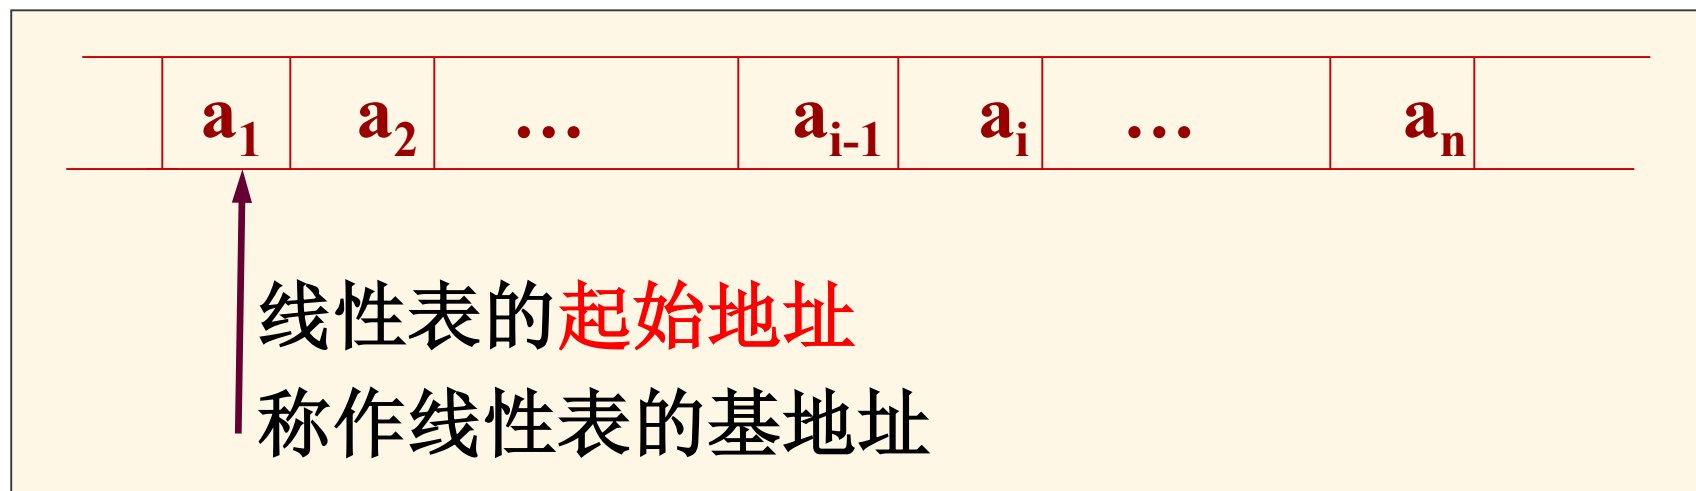 a₁ a₂ … aᵢ₋₁ aᵢ … aₙ
线性表的起始地址
称作线性表的基地址